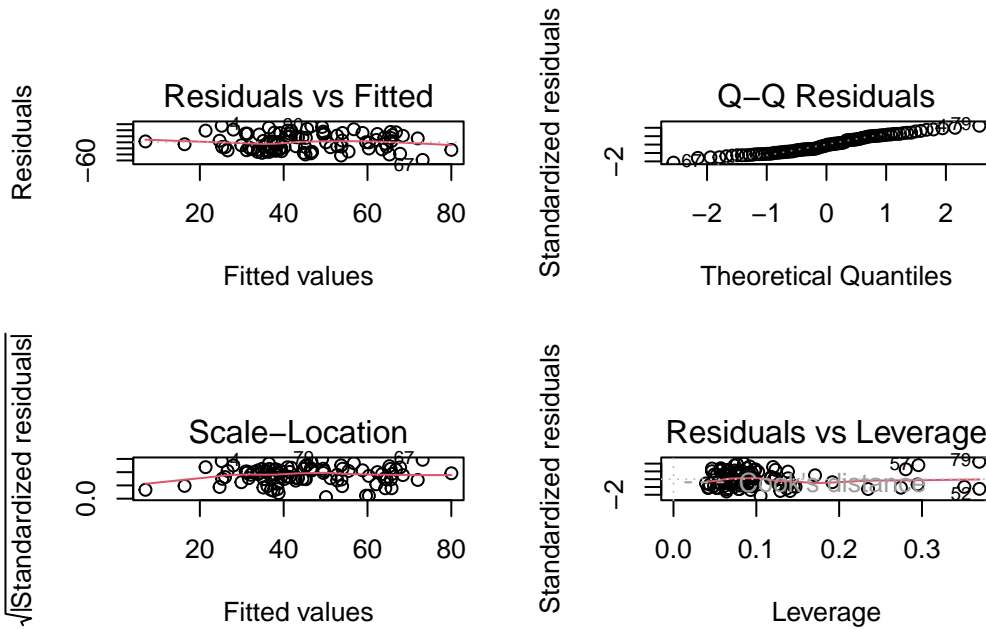 Residuals vs Fitted
Residuals
−60
4
67
20 40 60 80
Fitted values
Q−Q Residuals
Standardized residuals
−2
67
79
−2 −1 0 1 2
Theoretical Quantiles
Scale−Location
√|Standardized residuals|
0.0
4
79
67
20 40 60 80
Fitted values
Residuals vs Leverage
Standardized residuals
−2
Cook's distance
57
79
52
0.0 0.1 0.2 0.3
Leverage